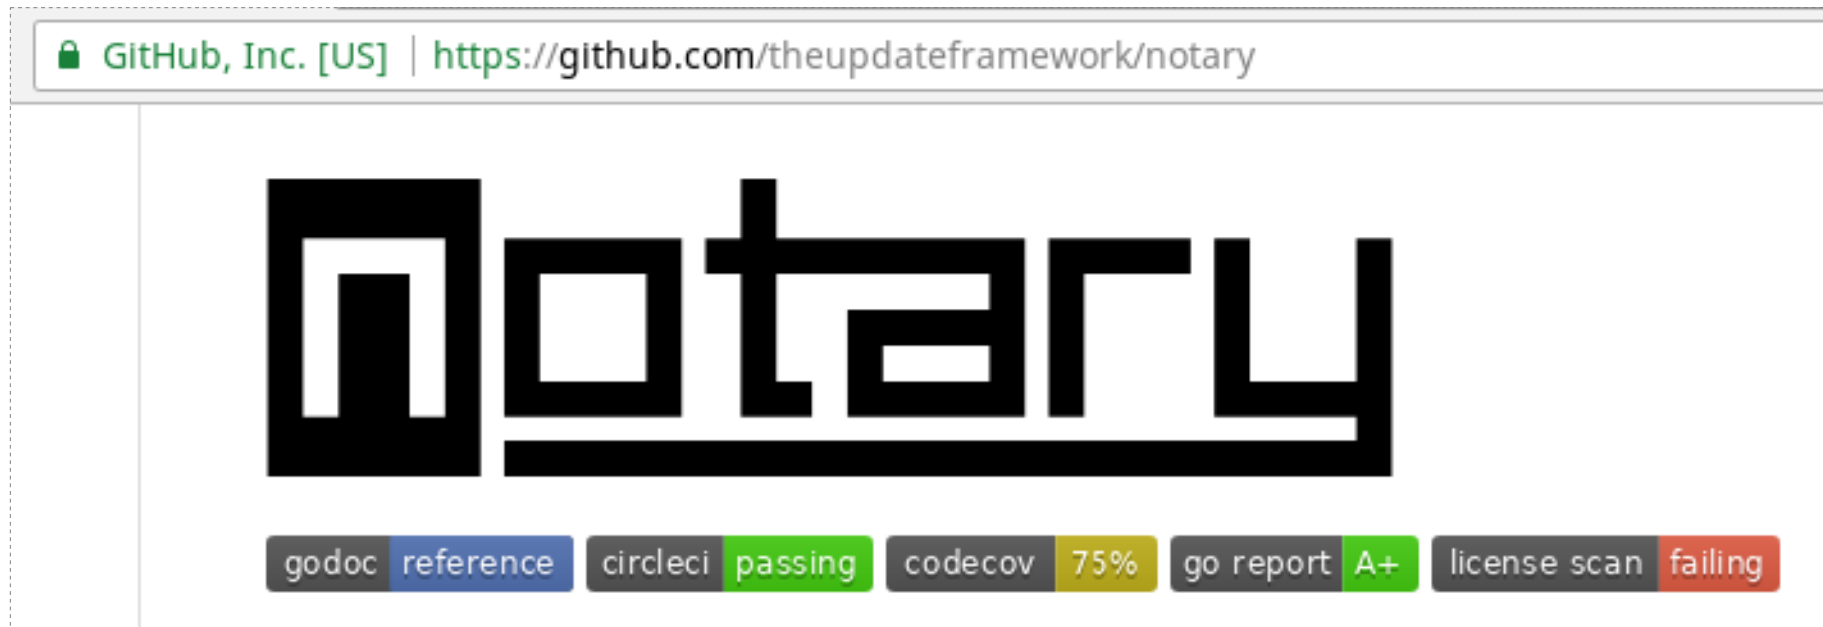 GitHub, Inc. [US] https://github.com/theupdateframework/notary
notary
godoc reference circleci passing codecov 75% go report A+ license scan failing